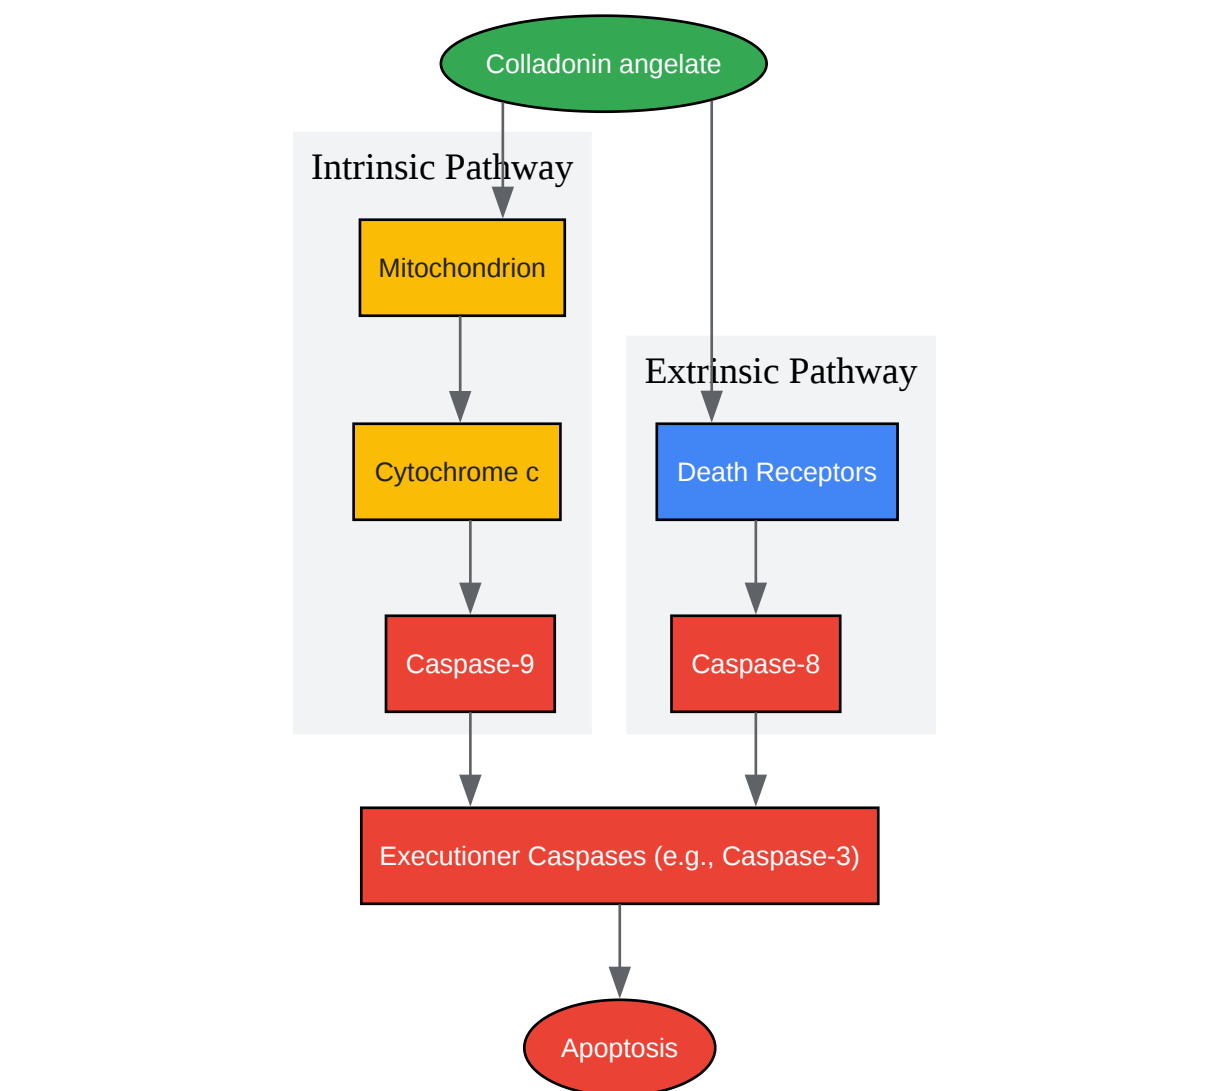 Colladonin angelate
Intrinsic Pathway
Mitochondrion
Extrinsic Pathway
Cytochrome c
Death Receptors
Caspase-9
Caspase-8
Executioner Caspases (e.g., Caspase-3)
Apoptosis